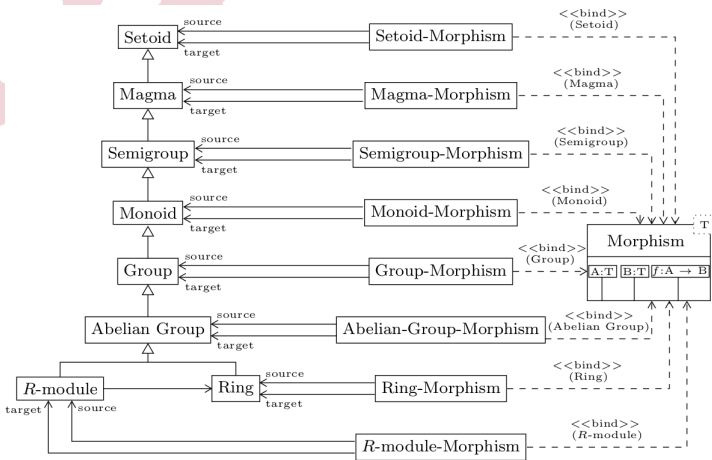 <<bind>>
(Setoid)
source
Setoid
Setoid-Morphism
target
<<bind>>
(Magma)
source
Magma
Magma-Morphism
target
<<bind>>
(Semigroup)
source
Semigroup
Semigroup-Morphism
target
<<bind>>
(Monoid)
source
Monoid
Monoid-Morphism
target
T
Morphism
<<bind>>
(Group)
source
Group
Group-Morphism
target
A:T
B:T
f:A → B
source
Abelian Group
Abelian-Group-Morphism
target
<<bind>>
(Abelian Group)
<<bind>>
(Ring)
source
R-module
Ring
Ring-Morphism
target
target
source
<<bind>>
(R-module)
R-module-Morphism